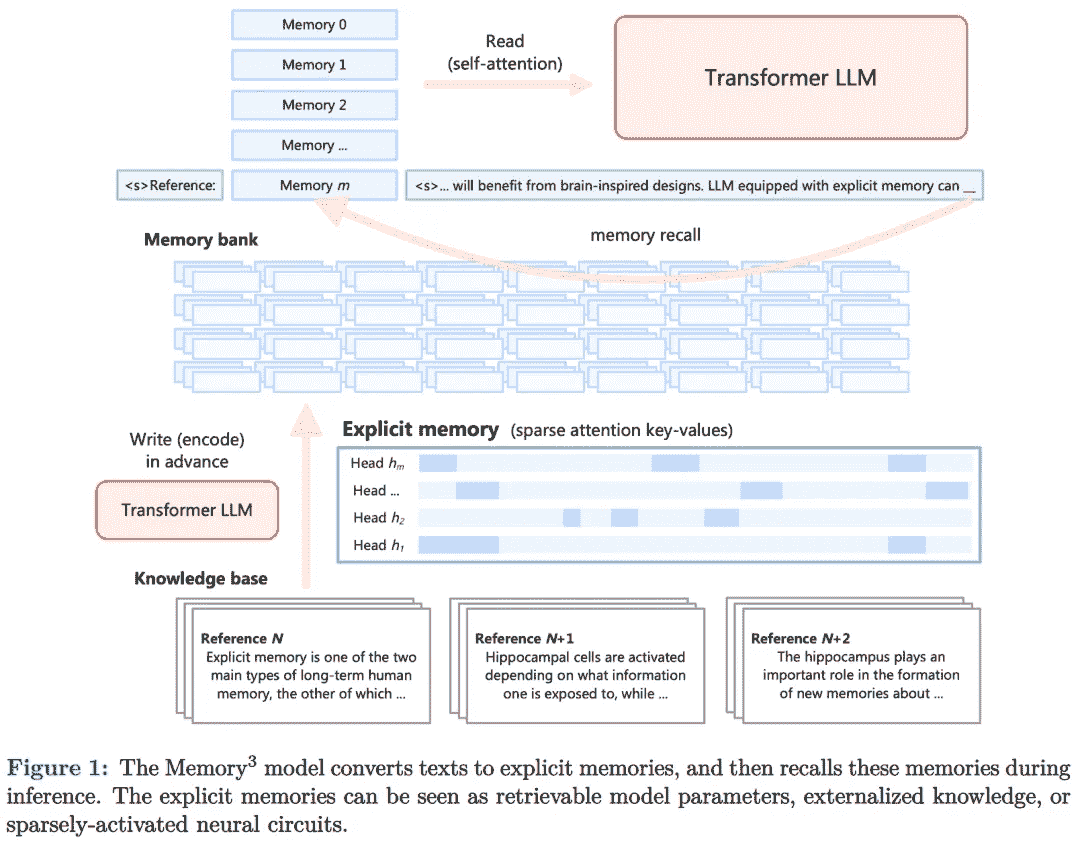 Memory 0
Memory 1
Memory 2
Memory ...
Memory m
Read
(self-attention)
Transformer LLM
<s>Reference:
<s>... will benefit from brain-inspired designs. LLM equipped with explicit memory can __
Memory bank
memory recall
Write (encode)
in advance
Transformer LLM
Explicit memory (sparse attention key-values)
Head hm
Head ...
Head h2
Head h1
Knowledge base
Reference N
Explicit memory is one of the two
main types of long-term human
memory, the other of which ...
Reference N+1
Hippocampal cells are activated
depending on what information
one is exposed to, while ...
Reference N+2
The hippocampus plays an
important role in the formation
of new memories about ...
Figure 1: The Memory³ model converts texts to explicit memories, and then recalls these memories during
inference. The explicit memories can be seen as retrievable model parameters, externalized knowledge, or
sparsely-activated neural circuits.